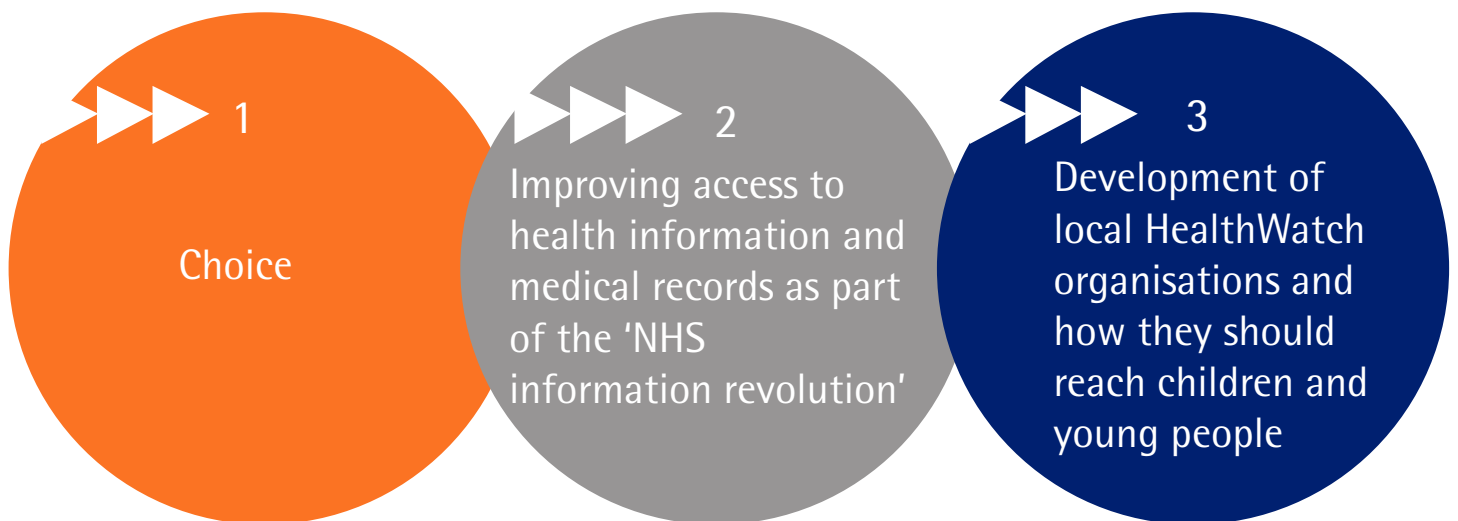 1
Choice
2
Improving access to
health information and
medical records as part
of the ‘NHS
information revolution’
3
Development of
local HealthWatch
organisations and
how they should
reach children and
young people